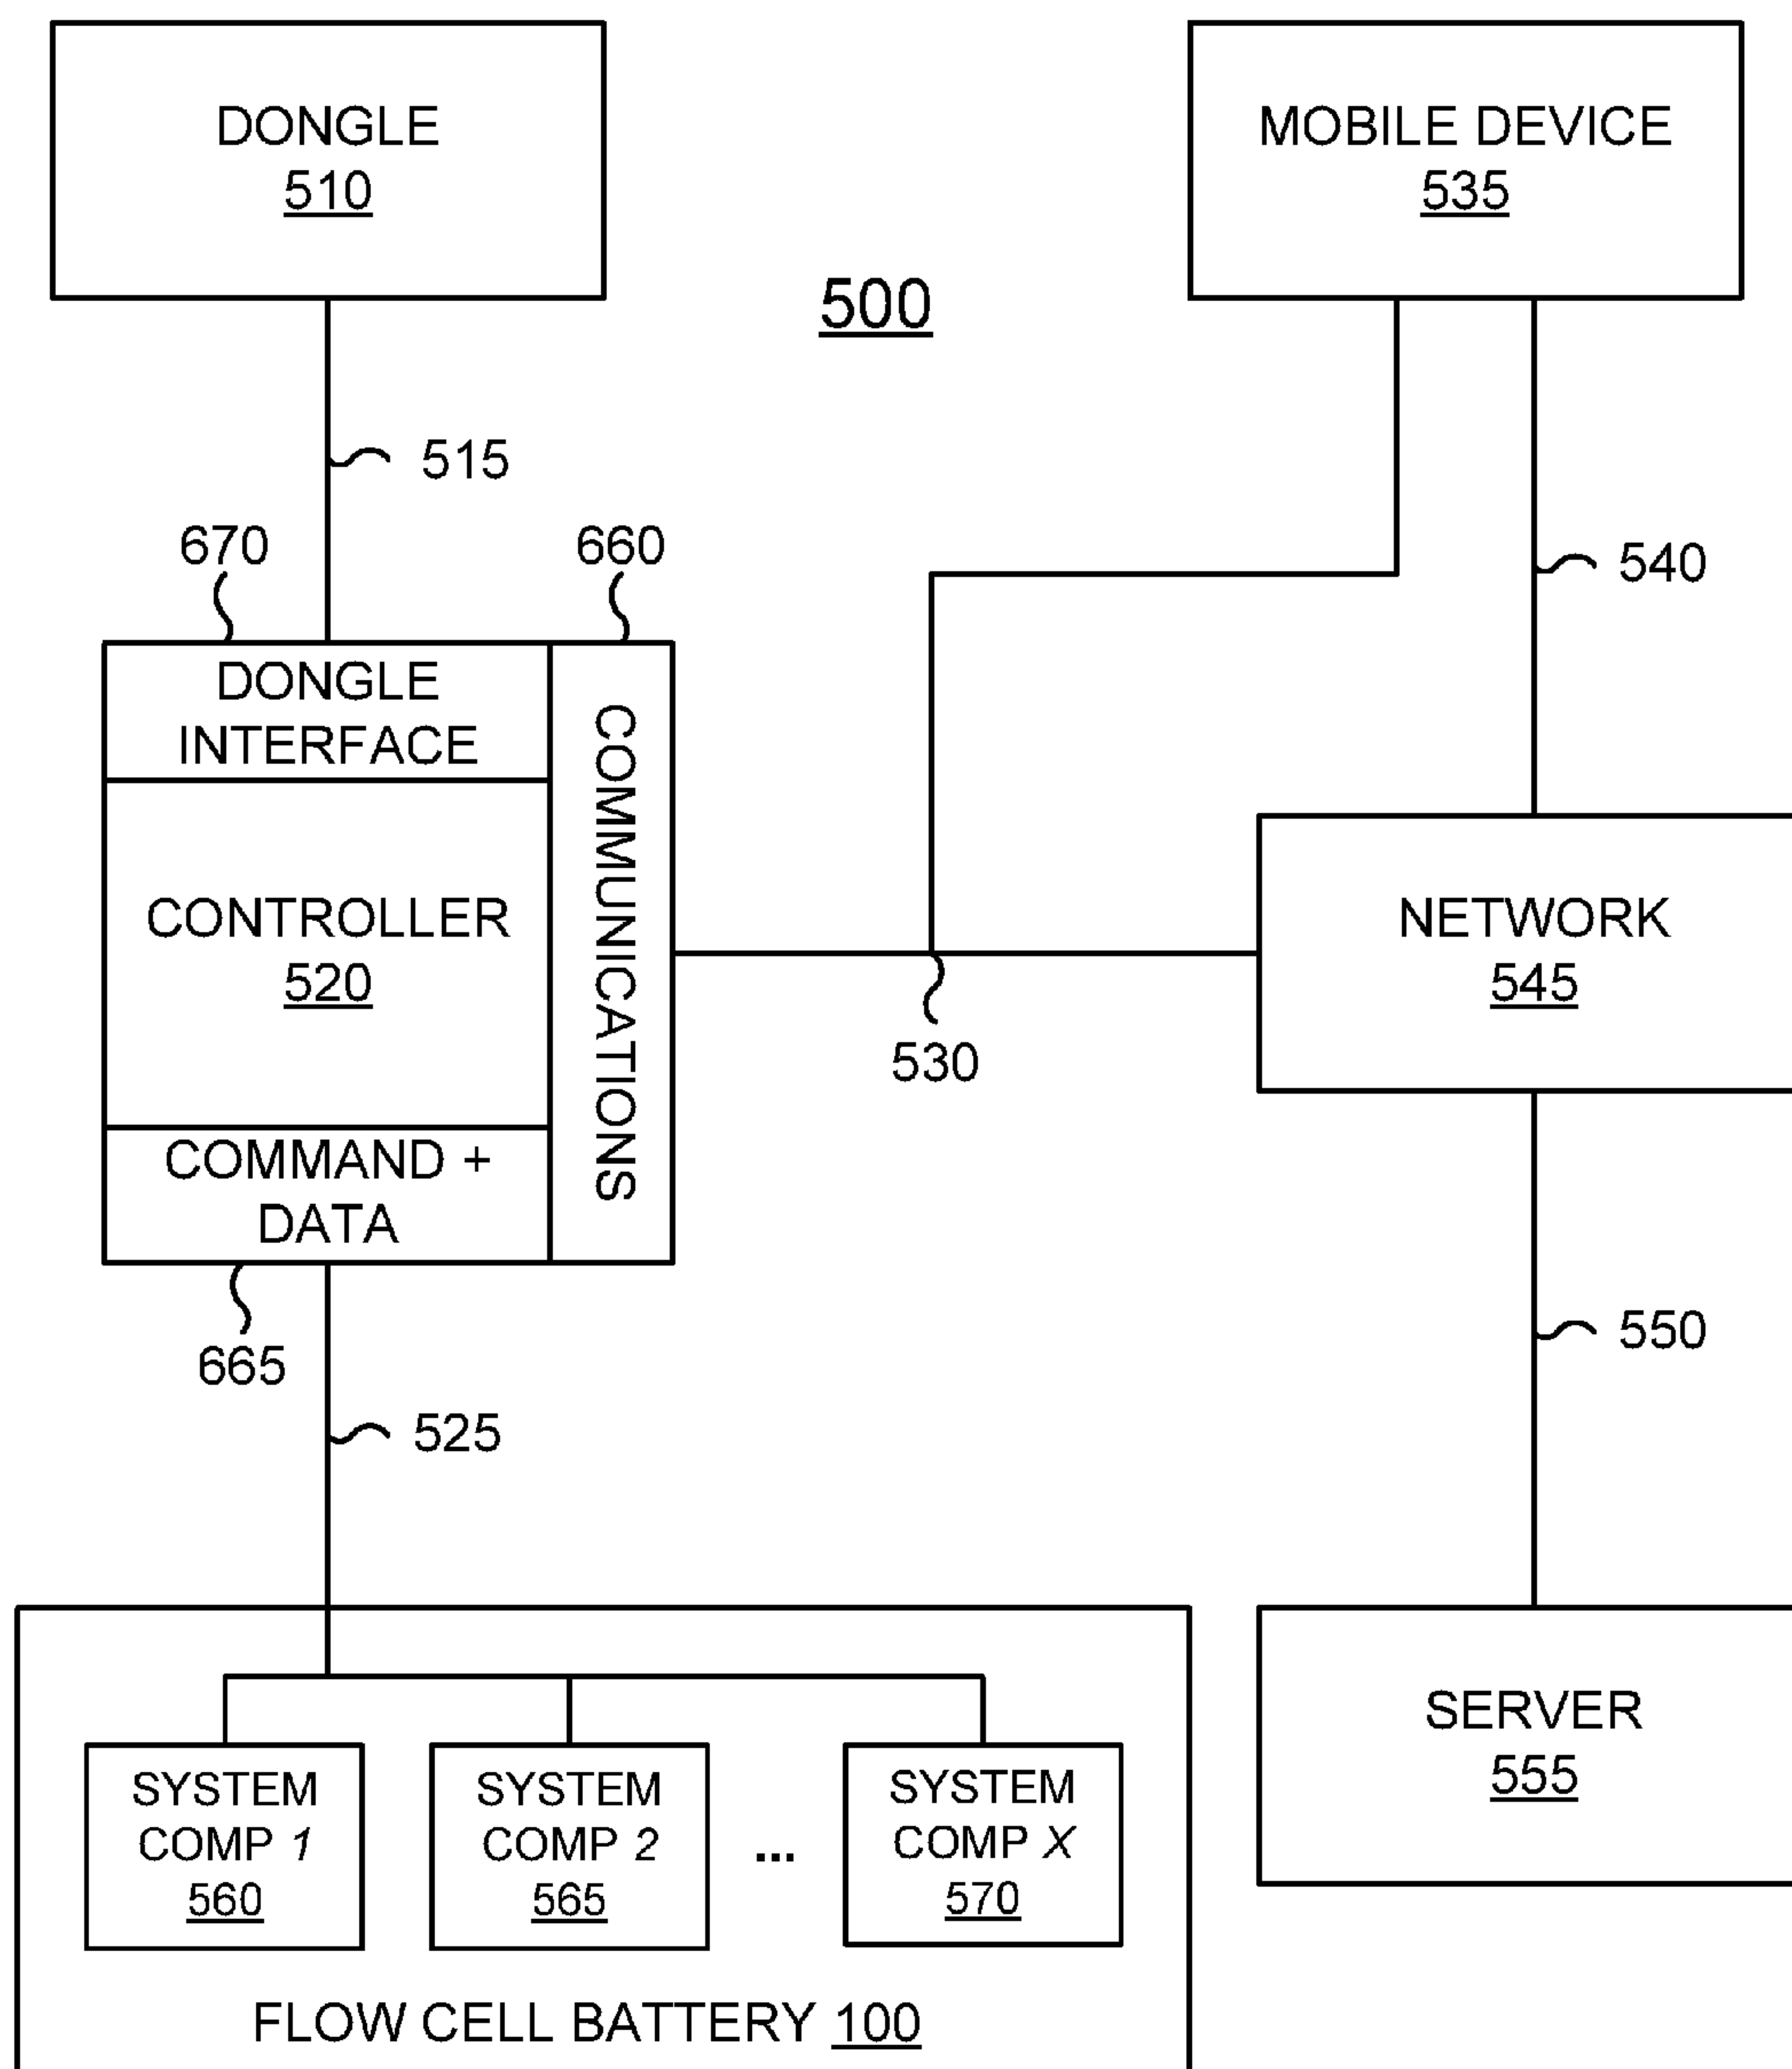 DONGLE
510
MOBILE DEVICE
535
500
515
670
660
540
DONGLE
INTERFACE
COMMUNICATIONS
CONTROLLER
520
NETWORK
545
530
COMMAND +
DATA
665
550
525
SYSTEM
COMP 1
560
SYSTEM
COMP 2
565
...
SYSTEM
COMP X
570
SERVER
555
FLOW CELL BATTERY 100